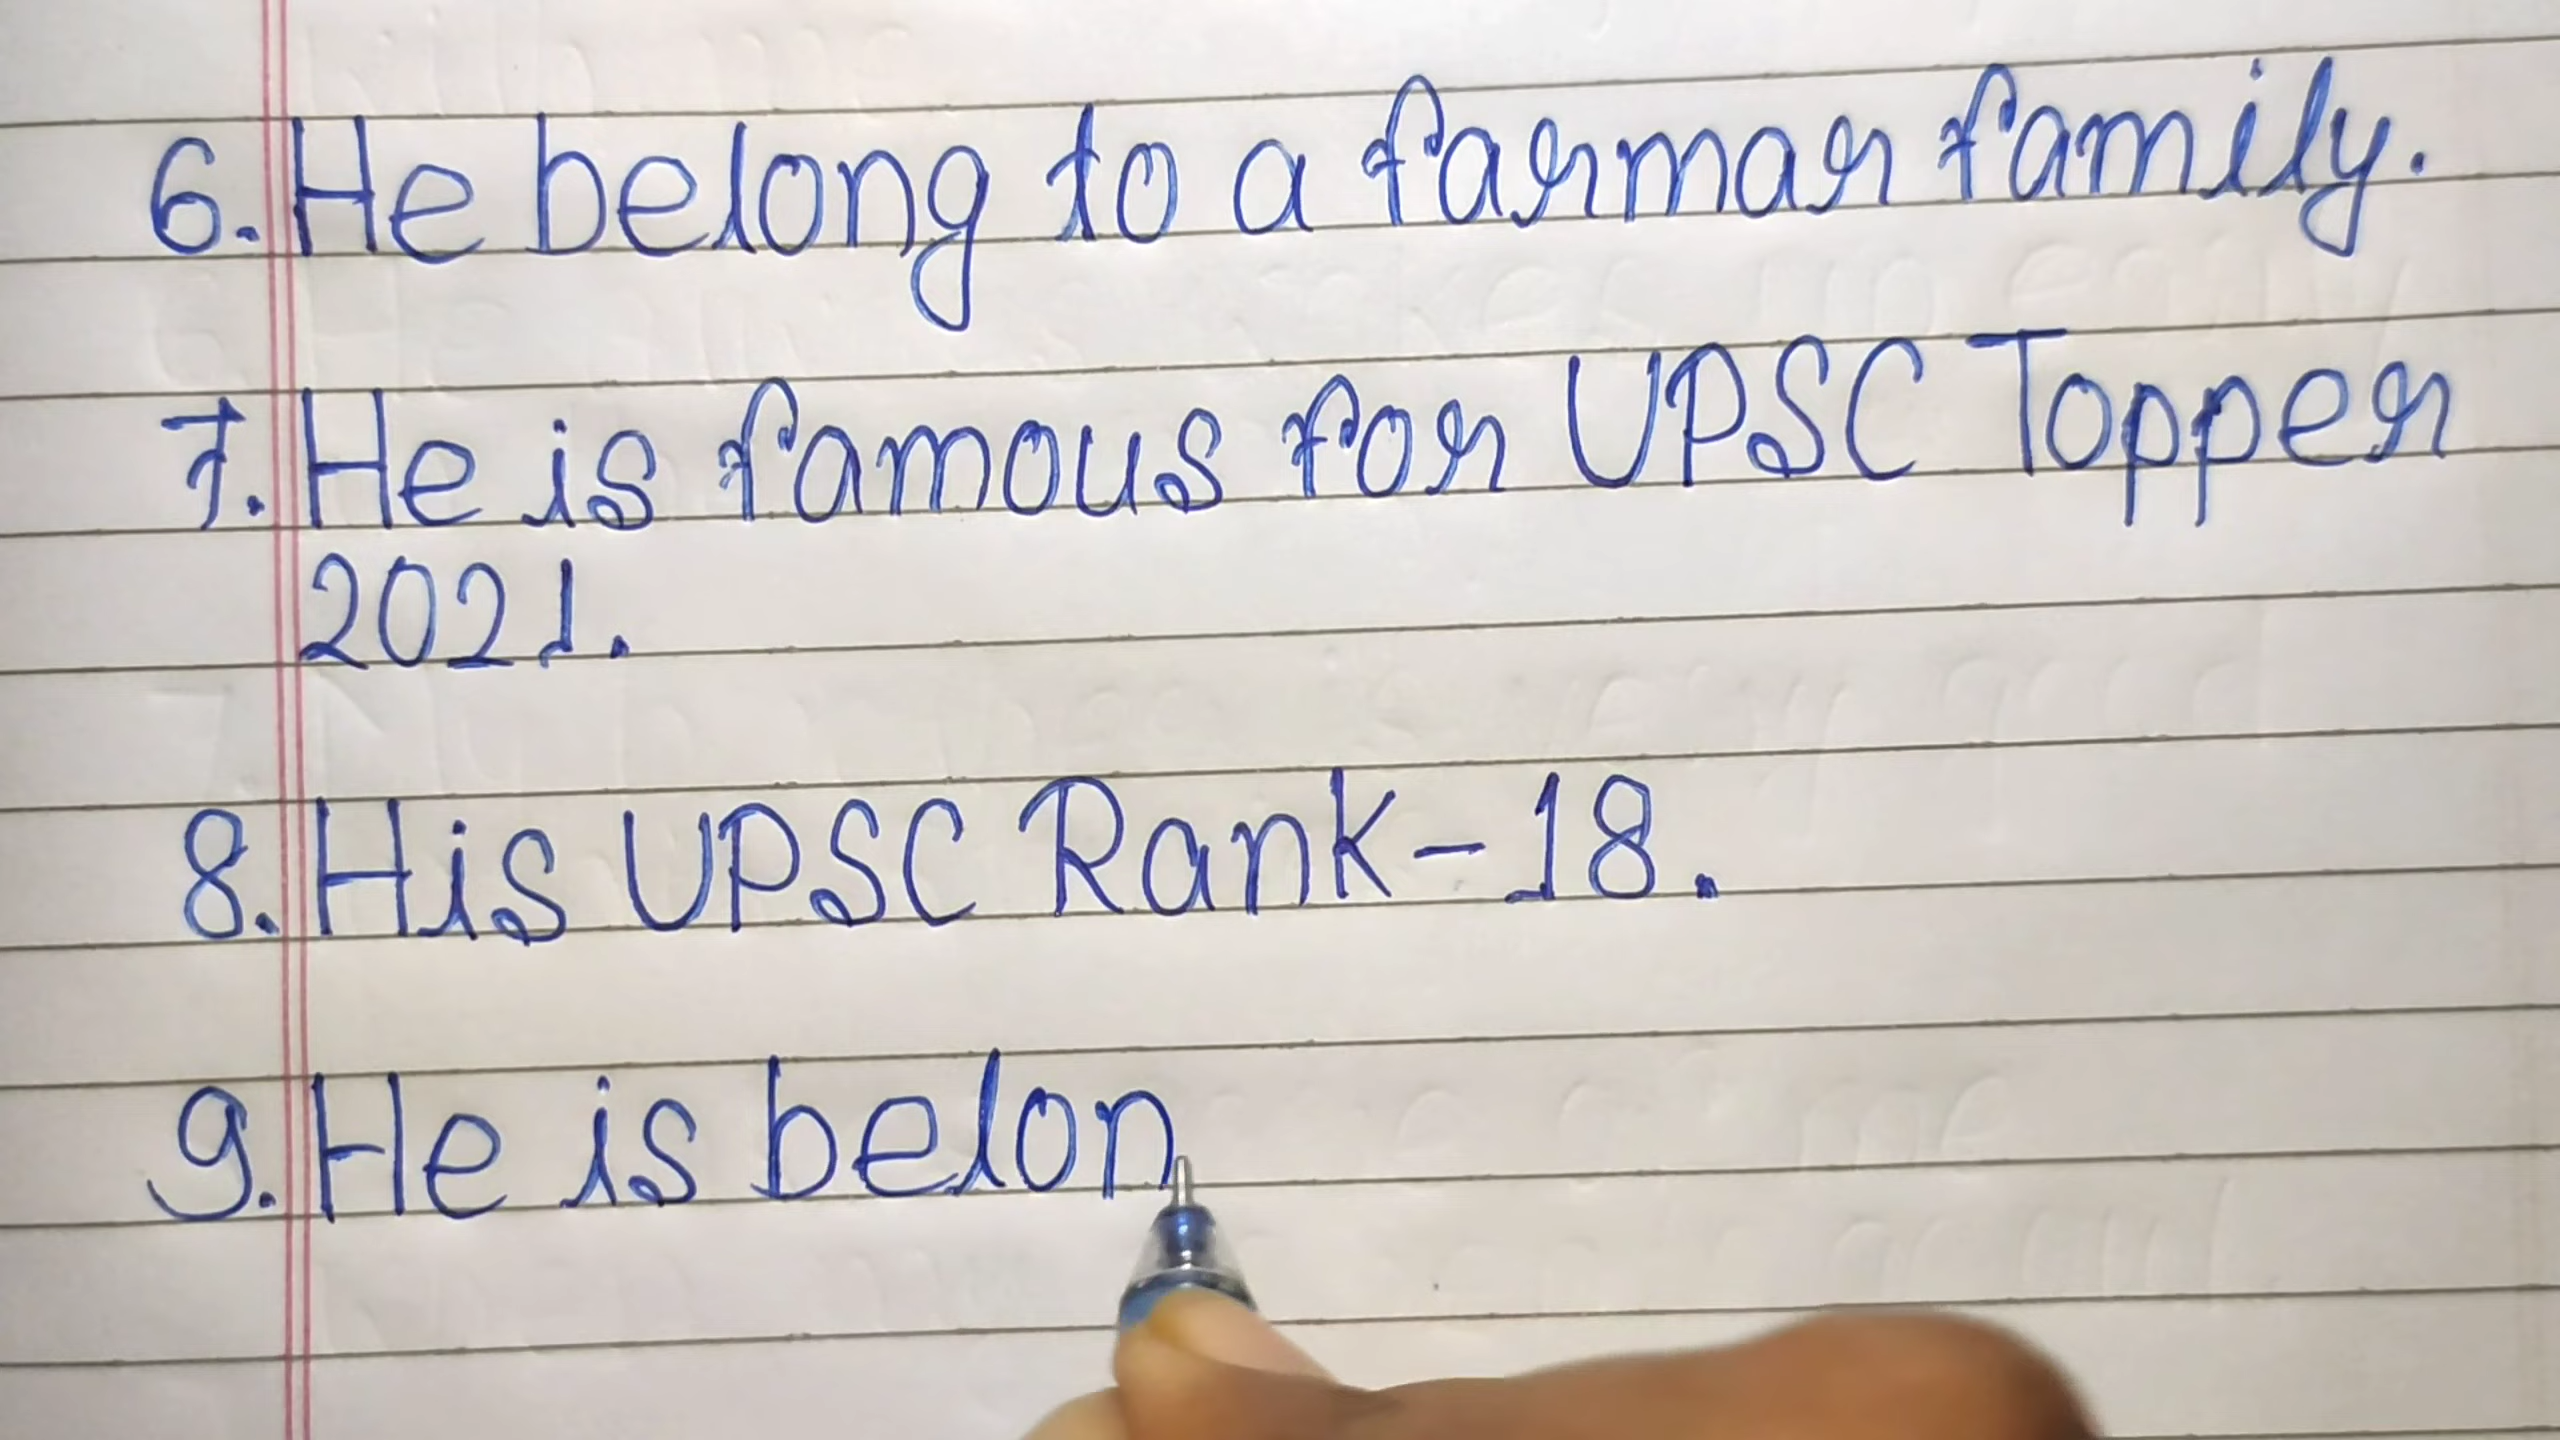 6. He belong to a farmar family.
7. He is famous for UPSC Topper
2021.
8. His UPSC Rank-18.
9. He is belon